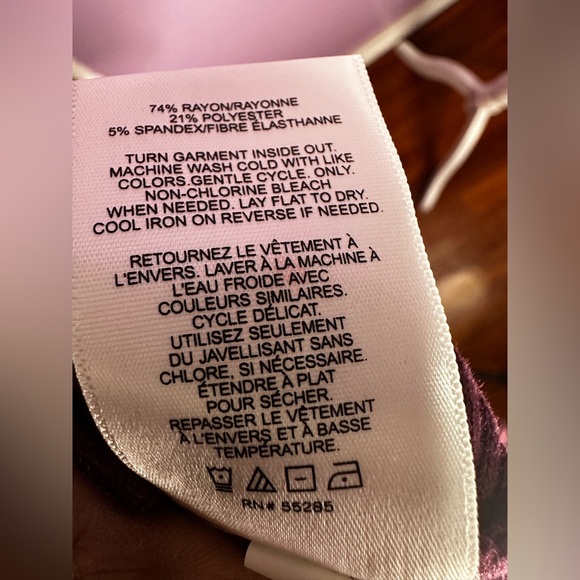 74% RAYON/RAYONNE
21% POLYESTER
5% SPANDEX/FIBRE ÉLASTHANNE
TURN GARMENT INSIDE OUT.
MACHINE WASH COLD WITH LIKE
COLORS.GENTLE CYCLE. ONLY.
NON-CHLORINE BLEACH
WHEN NEEDED. LAY FLAT TO DRY.
COOL IRON ON REVERSE IF NEEDED.
RETOURNEZ LE VÊTEMENT À
L'ENVERS. LAVER À LA MACHINE À
L'EAU FROIDE AVEC
COULEURS SIMILAIRES.
CYCLE DÉLICAT.
UTILISEZ SEULEMENT
DU JAVELLISANT SANS
CHLORE, SI NÉCESSAIRE.
ÉTENDRE À PLAT
POUR SÉCHER.
REPASSER LE VÊTEMENT
À L'ENVERS ET À BASSE
TEMPÉRATURE.
RN# 55285